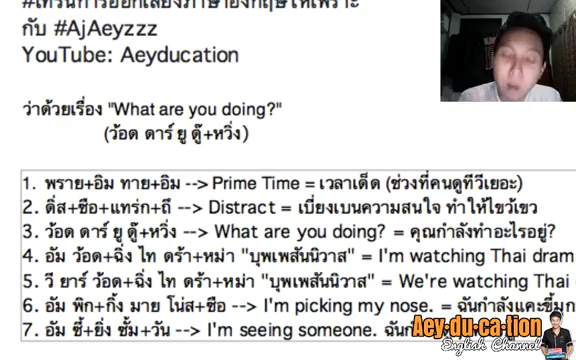 #เทรนการออกเสียงภาษาอังกฤษให้เพราะ
กับ #AjAeyzzz
YouTube: Aeyducation
ว่าด้วยเรื่อง "What are you doing?"
(ว้อด ดาร์ ยู ดู๊+หวิ่ง)
1. พราย+อิม ทาย+อิม --> Prime Time = เวลาเด็ด (ช่วงที่คนดูทีวีเยอะ)
2. ดิ่ส+ซือ+แทร่ก+ถึ --> Distract = เบี่ยงเบนความสนใจ ทำให้ไขว้เขว
3. ว้อด ดาร์ ยู ดู๊+หวิ่ง --> What are you doing? = คุณกำลังทำอะไรอยู่?
4. อัม ว้อด+ฉิ่ง ไท ดร้า+หม่า "บุพเพสันนิวาส" = I'm watching Thai dram
5. วี ยาร์ ว้อด+ฉิ่ง ไท ดร้า+หม่า "บุพเพสันนิวาส" = We're watching Thai
6. อัม พิก+กิ้ง มาย โน่ส+ซือ --> I'm picking my nose. = ฉันกำลังแคะขี้มูก
7. อัม ซี๋+ยิ่ง ซั้ม+วัน --> I'm seeing someone. ฉันก
Aey·du·ca·tion
English Channel